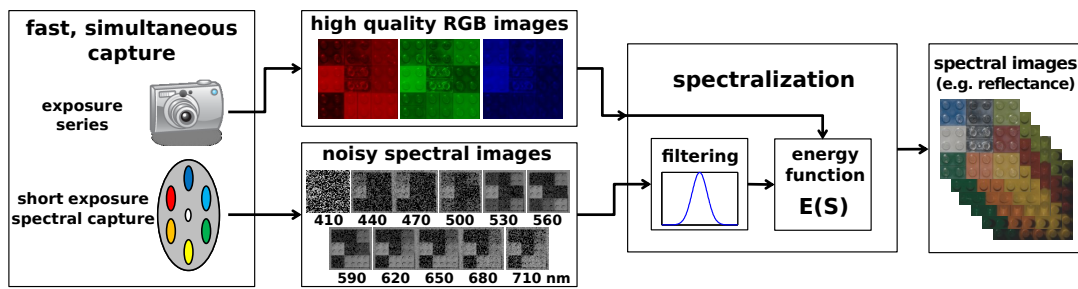 fast, simultaneous
capture
exposure
series
short exposure
spectral capture
high quality RGB images
noisy spectral images
410 440 470 500 530 560
590 620 650 680 710 nm
spectralization
filtering
energy
function
E(S)
spectral images
(e.g. reflectance)